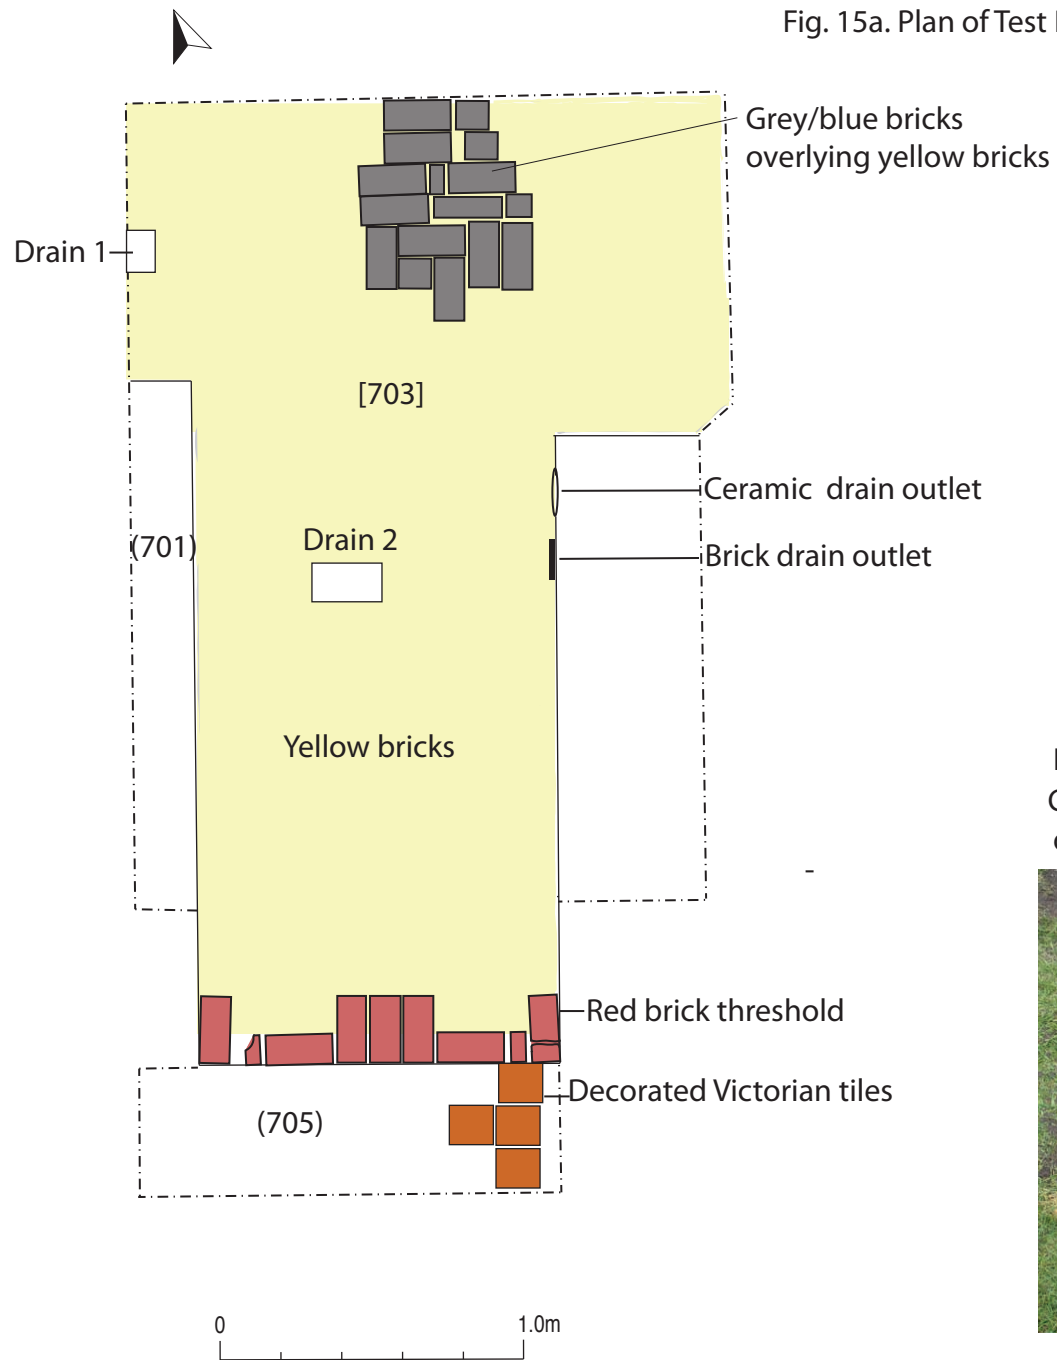 Fig. 15a. Plan of Test
Grey/blue bricks
overlying yellow bricks
Drain 1
[703]
Ceramic drain outlet
(701)
Drain 2
Brick drain outlet
Yellow bricks
Red brick threshold
Decorated Victorian tiles
(705)
0 1.0m